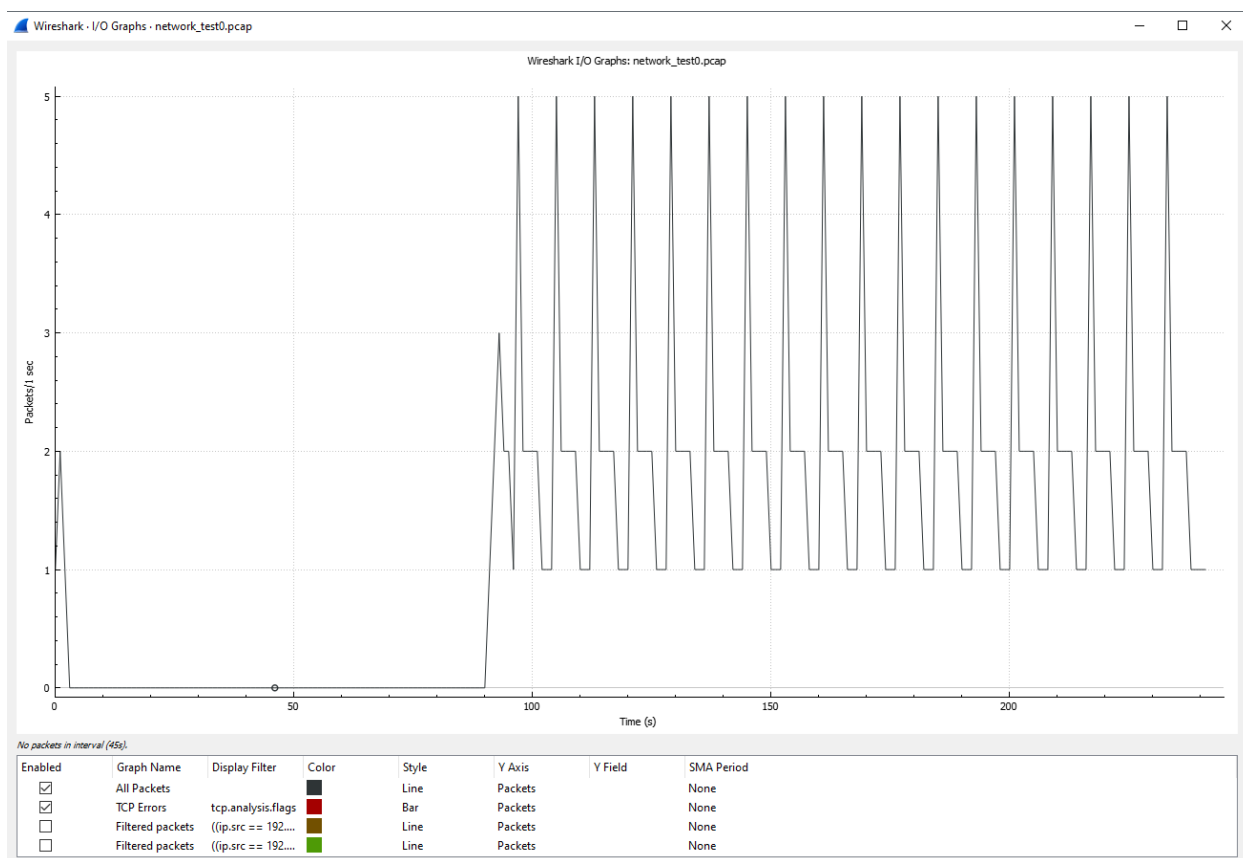 Wireshark · I/O Graphs · network_test0.pcap
Wireshark I/O Graphs: network_test0.pcap
5
4
3
2
1
0
Packets/1 sec
0 50 100 150 200
Time (s)
No packets in interval (45s).
Enabled Graph Name Display Filter Color Style Y Axis Y Field SMA Period
All Packets Line Packets None
TCP Errors tcp.analysis.flags Bar Packets None
Filtered packets ((ip.src == 192.... Line Packets None
Filtered packets ((ip.src == 192.... Line Packets None